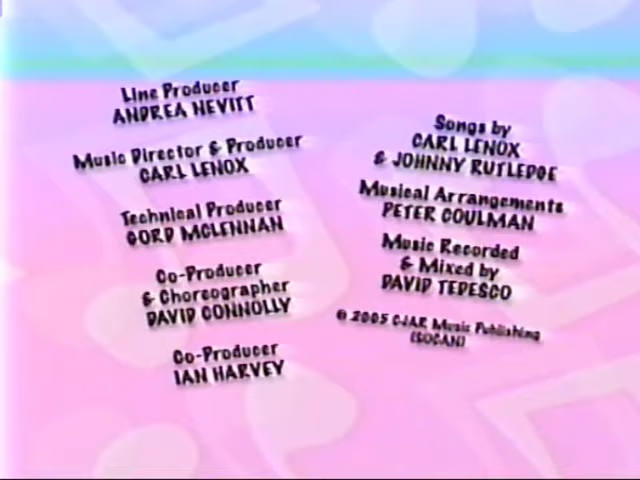 Line Producer
ANDREA NEVITT
Music Director & Producer
CARL LENOX
Technical Producer
GORD MCLENNAN
Co-Producer
& Choreographer
DAVID CONNOLLY
Co-Producer
IAN HARVEY
Songs by
CARL LENOX
& JOHNNY RUTLEDGE
Musical Arrangements
PETER COULMAN
Music Recorded
& Mixed by
DAVID TEDESCO
© 2005 CJAR Music Publishing
(SOCAN)